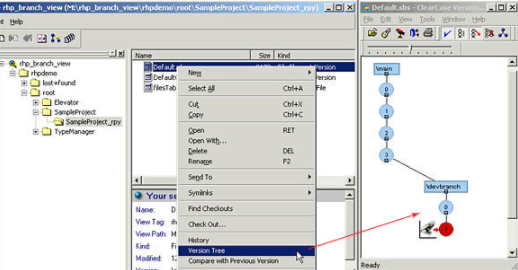 rhp_branch_view (M:\rhp_branch_view\rhpdemo\root\SampleProject\SampleProject_rpy)
Help
rhp_branch_view
rhpdemo
lost+found
root
Elevator
SampleProject
SampleProject_rpy
TypeManager
Name Size Kind
Default. Version
Default Version
filesTab File
New
Select All Ctrl+A
Cut Ctrl+X
Copy Ctrl+C
Open RET
Open With...
Delete DEL
Rename F2
Send To
Symlinks
Find Checkouts
Check Out...
History
Version Tree
Compare with Previous Version
Your se
Name: D
View Tag: rh
View Path: M
Kind: Fi
Modified: 12
Default.sbs - ClearCase Version...
File Edit View Tools Window Help
\main
0
1
2
3
\devbranch
0
Ready